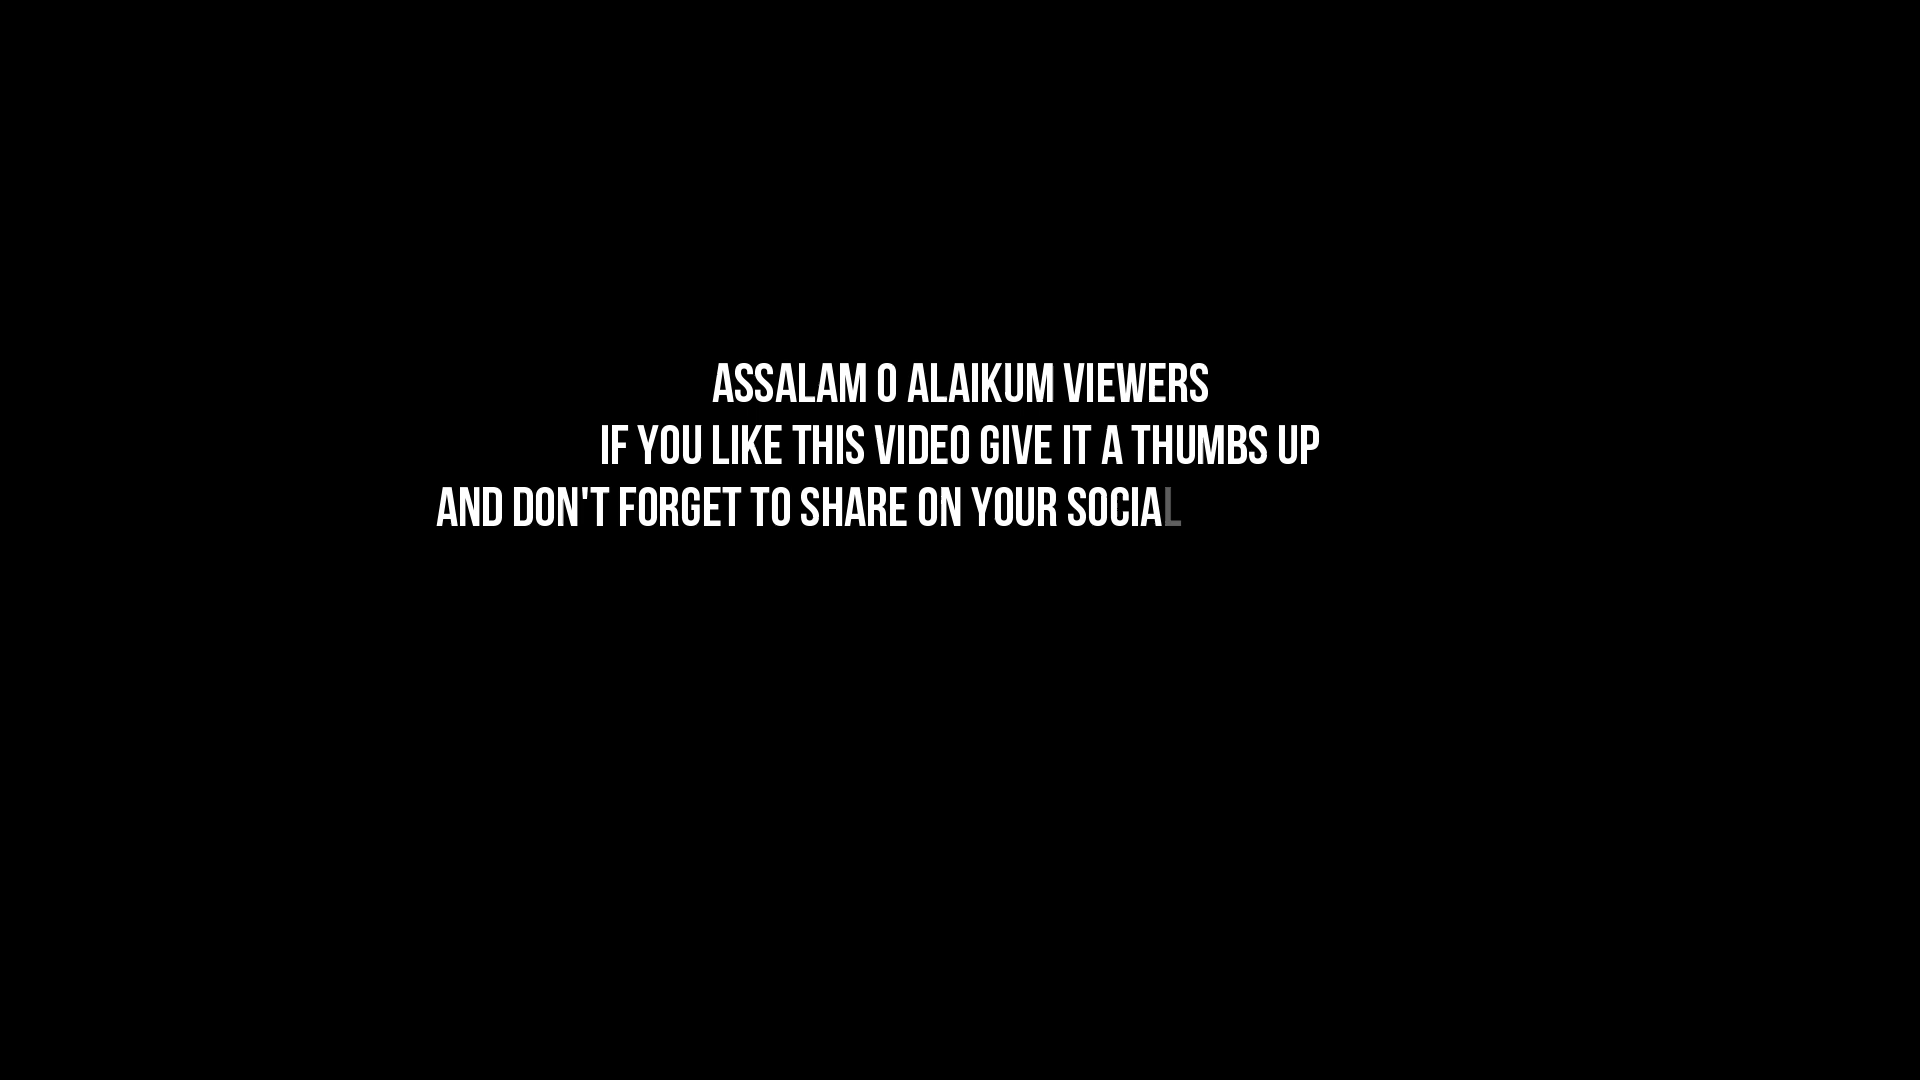 ASSALAM O ALAIKUM VIEWERS
IF YOU LIKE THIS VIDEO GIVE IT A THUMBS UP
AND DON'T FORGET TO SHARE ON YOUR SOCIAL